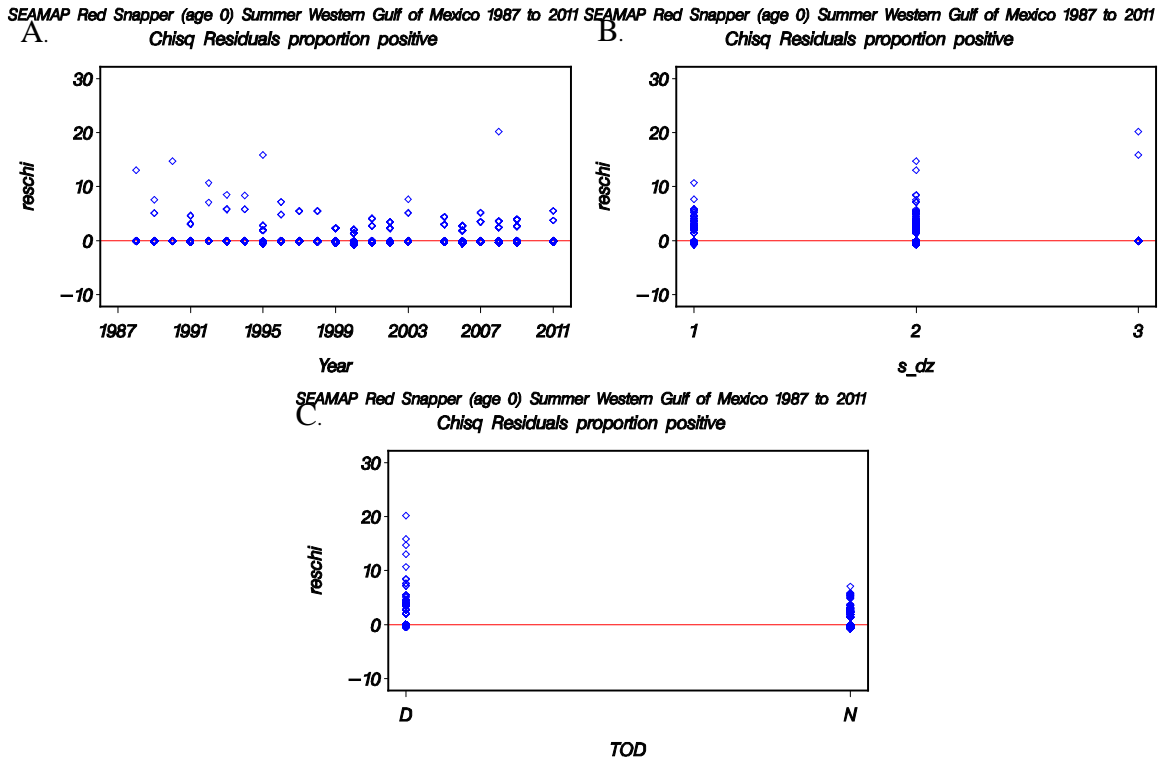 SEAMAP Red Snapper (age 0) Summer Western Gulf of Mexico 1987 to 2011
A.
Chisq Residuals proportion positive
30
20
10
0
−10
reschi
1987 1991 1995 1999 2003 2007 2011
Year
SEAMAP Red Snapper (age 0) Summer Western Gulf of Mexico 1987 to 2011
B.
Chisq Residuals proportion positive
30
20
10
0
−10
reschi
1 2 3
s_dz
SEAMAP Red Snapper (age 0) Summer Western Gulf of Mexico 1987 to 2011
C.
Chisq Residuals proportion positive
30
20
10
0
−10
reschi
D N
TOD